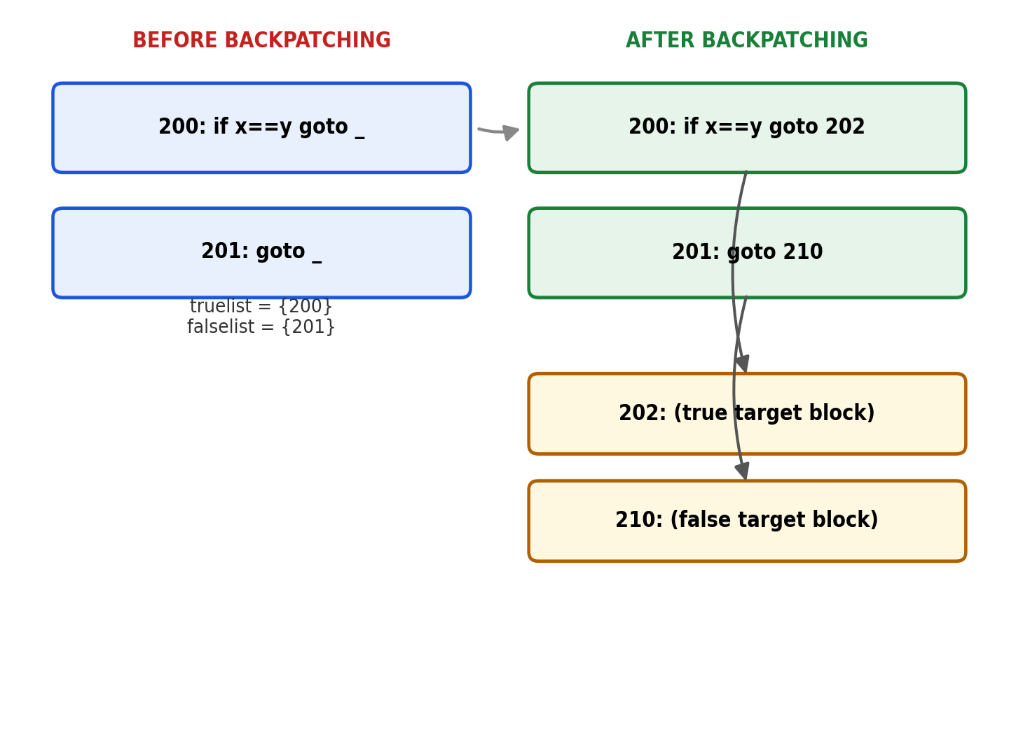 BEFORE BACKPATCHING
AFTER BACKPATCHING
200: if x==y goto _
200: if x==y goto 202
201: goto _
201: goto 210
truelist = {200}
falselist = {201}
202: (true target block)
210: (false target block)